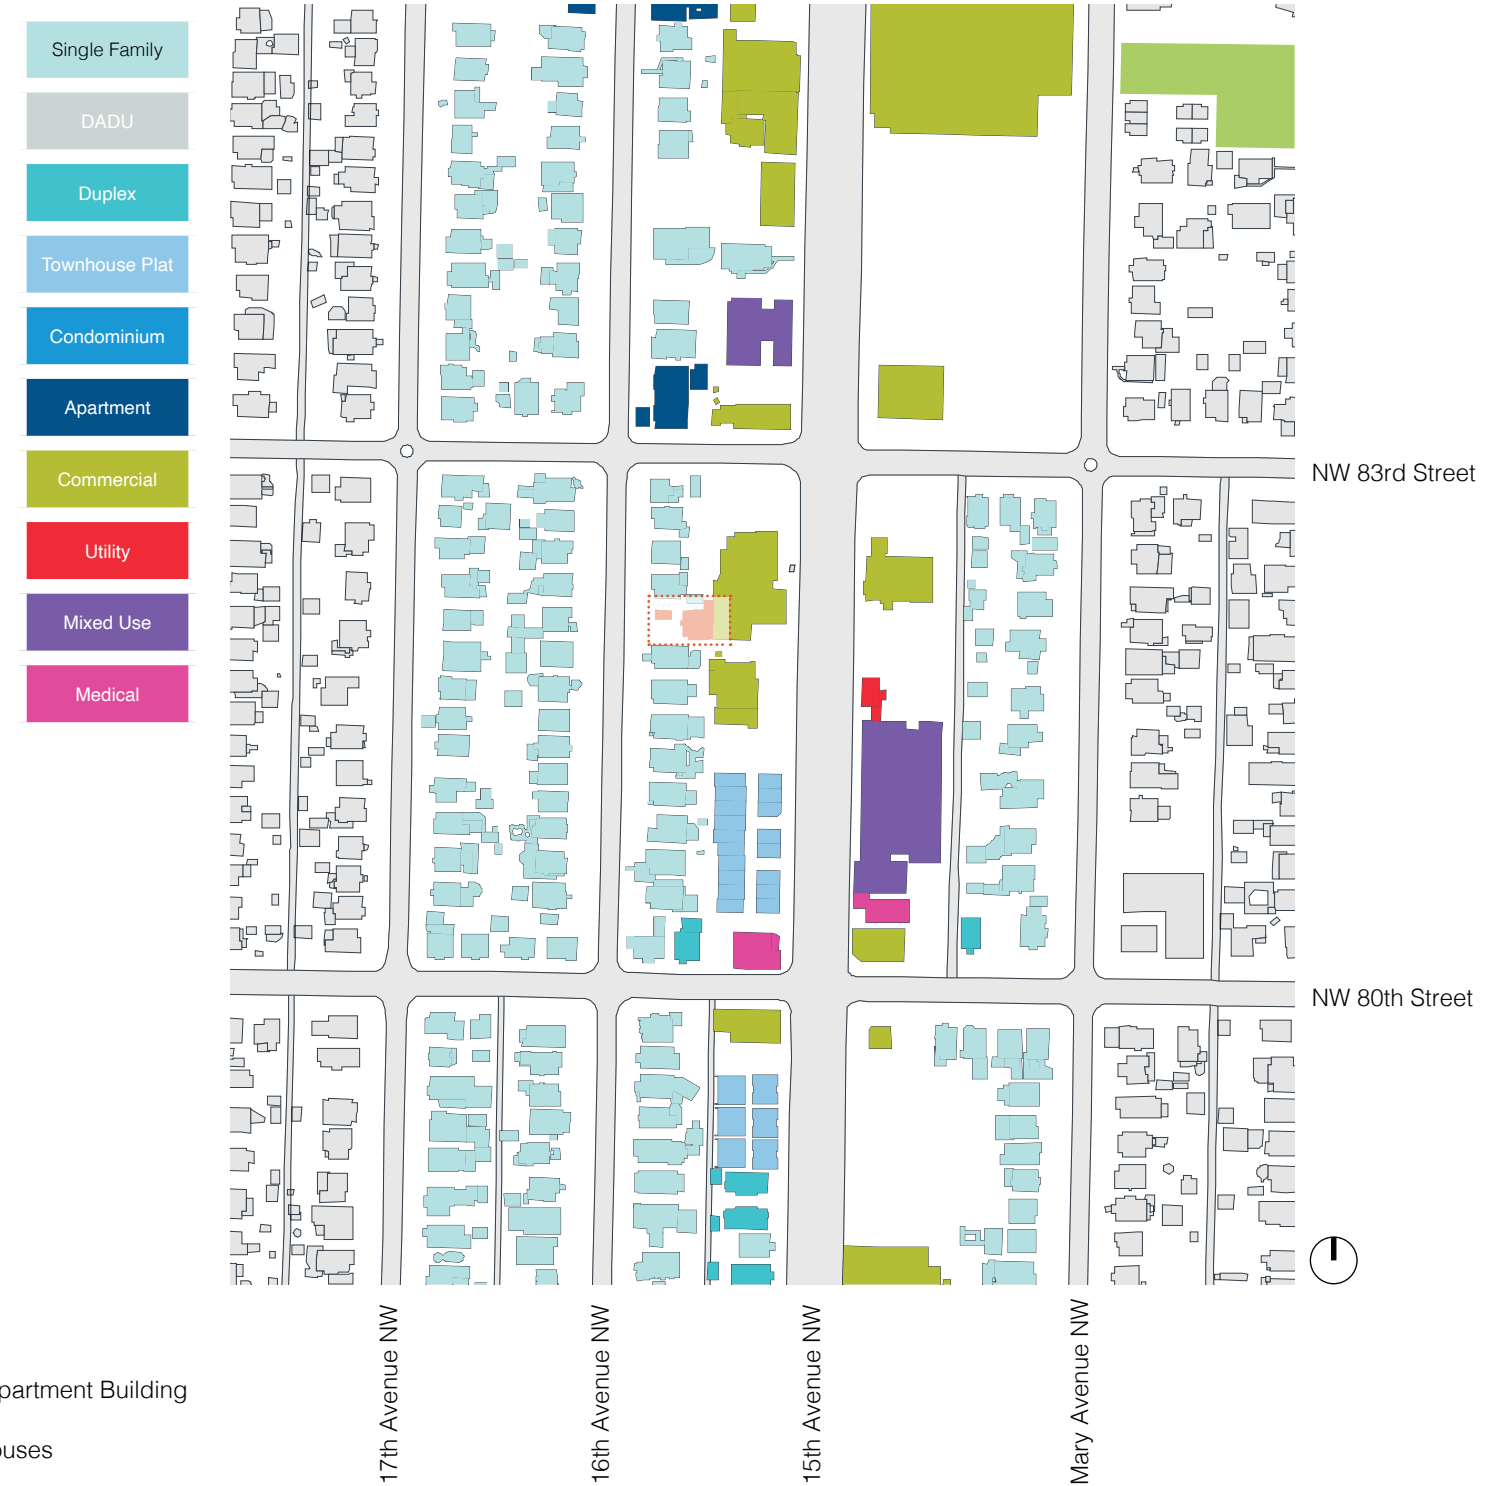 Single Family
DADU
Duplex
Townhouse Plat
Condominium
Apartment
Commercial
Utility
Mixed Use
Medical
NW 83rd Street
NW 80th Street
17th Avenue NW
16th Avenue NW
15th Avenue NW
Mary Avenue NW
partment Building
uses